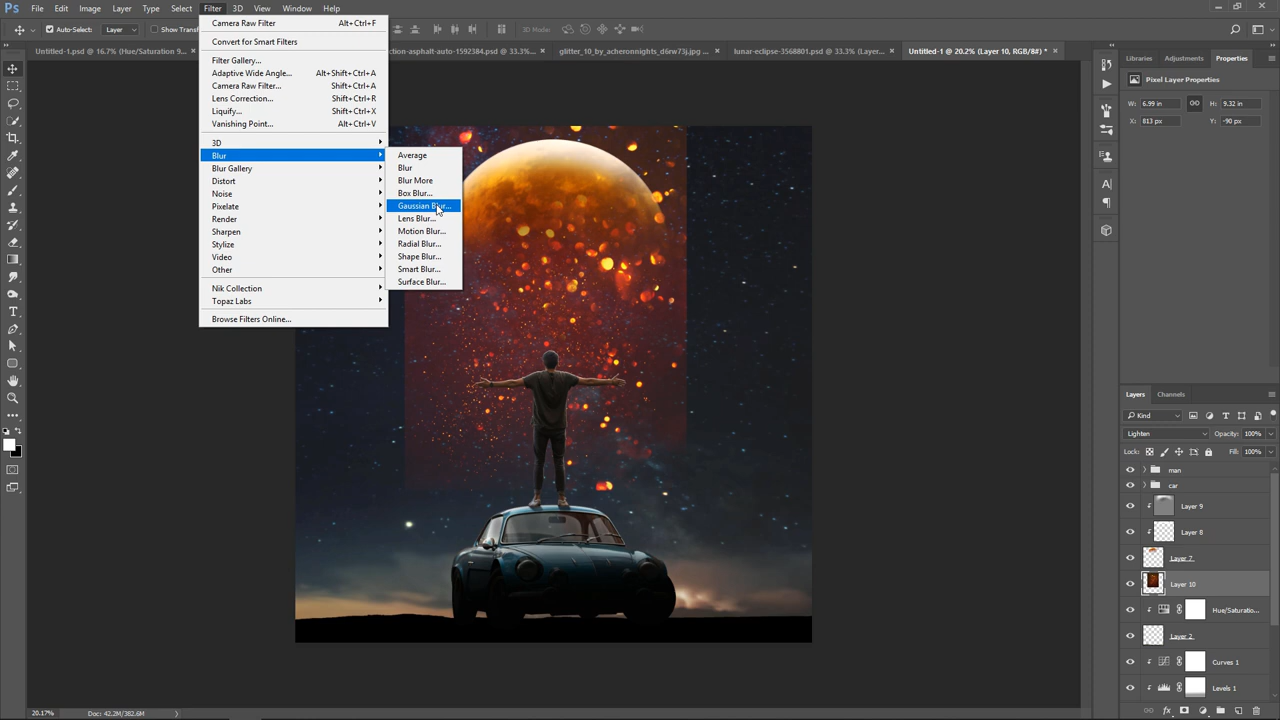 Ps File Edit Image Layer Type Select Filter 3D View Window Help
Auto-Select: Layer Show Transf 3D Mode:
Untitled-1.psd @ 16.7% (Hue/Saturation 9... × ction-asphalt-auto-1592384.psd @ 33.3%... × glitter_10_by_acheronnights_d6rw73j.jpg ... × lunar-eclipse-3568801.psd @ 33.3% (Layer... × Untitled-1 @ 20.2% (Layer 10, RGB/8#) * ×
Camera Raw Filter Alt+Ctrl+F
Convert for Smart Filters
Filter Gallery...
Adaptive Wide Angle... Alt+Shift+Ctrl+A
Camera Raw Filter... Shift+Ctrl+A
Lens Correction... Shift+Ctrl+R
Liquify... Shift+Ctrl+X
Vanishing Point... Alt+Ctrl+V
3D
Blur
Blur Gallery
Distort
Noise
Pixelate
Render
Sharpen
Stylize
Video
Other
Nik Collection
Topaz Labs
Browse Filters Online...
Average
Blur
Blur More
Box Blur...
Gaussian Blur...
Lens Blur...
Motion Blur...
Radial Blur...
Shape Blur...
Smart Blur...
Surface Blur...
Libraries Adjustments Properties
Pixel Layer Properties
W: 6.99 in H: 9.32 in
X: 813 px Y: -90 px
Layers Channels
Kind
Lighten Opacity: 100%
Lock: Fill: 100%
man
car
Layer 9
Layer 8
Layer 7
Layer 10
Hue/Saturatio...
Layer 2
Curves 1
Levels 1
20.17% Doc: 42.2M/382.6M